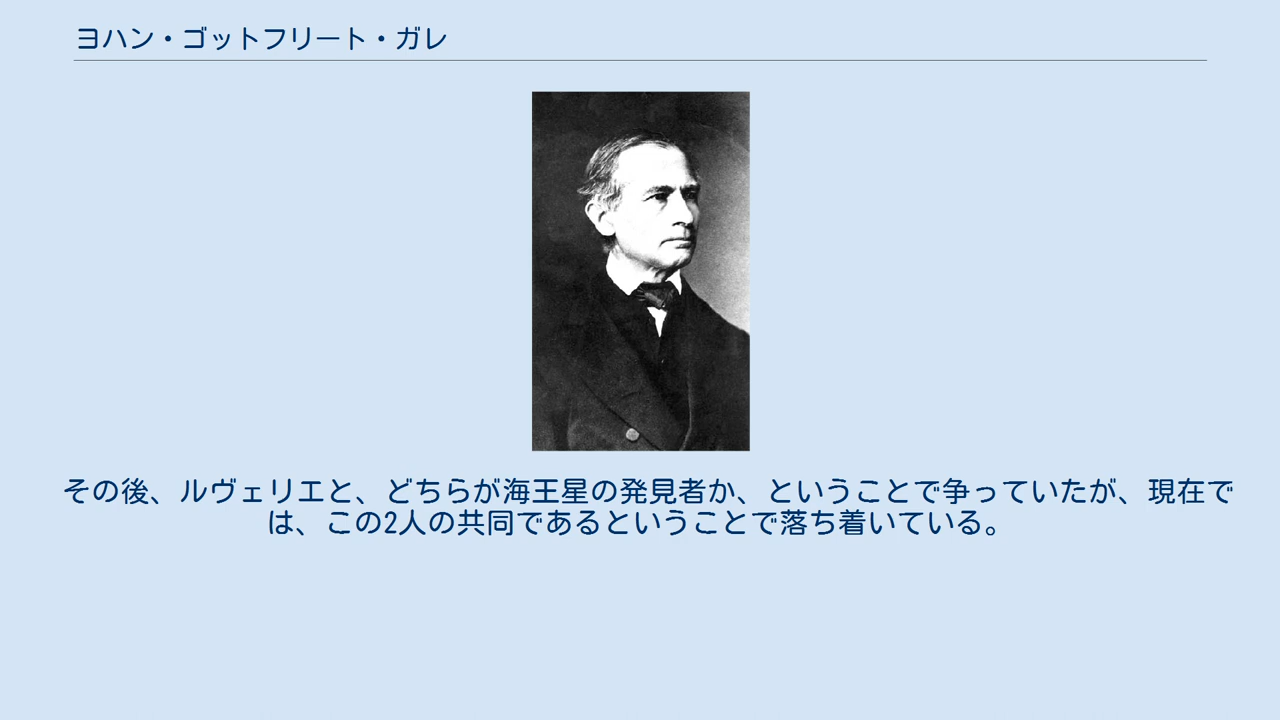 ヨハン・ゴットフリート・ガレ
その後、ルヴェリエと、どちらが海王星の発見者か、ということで争っていたが、現在で
は、この2人の共同であるということで落ち着いている。